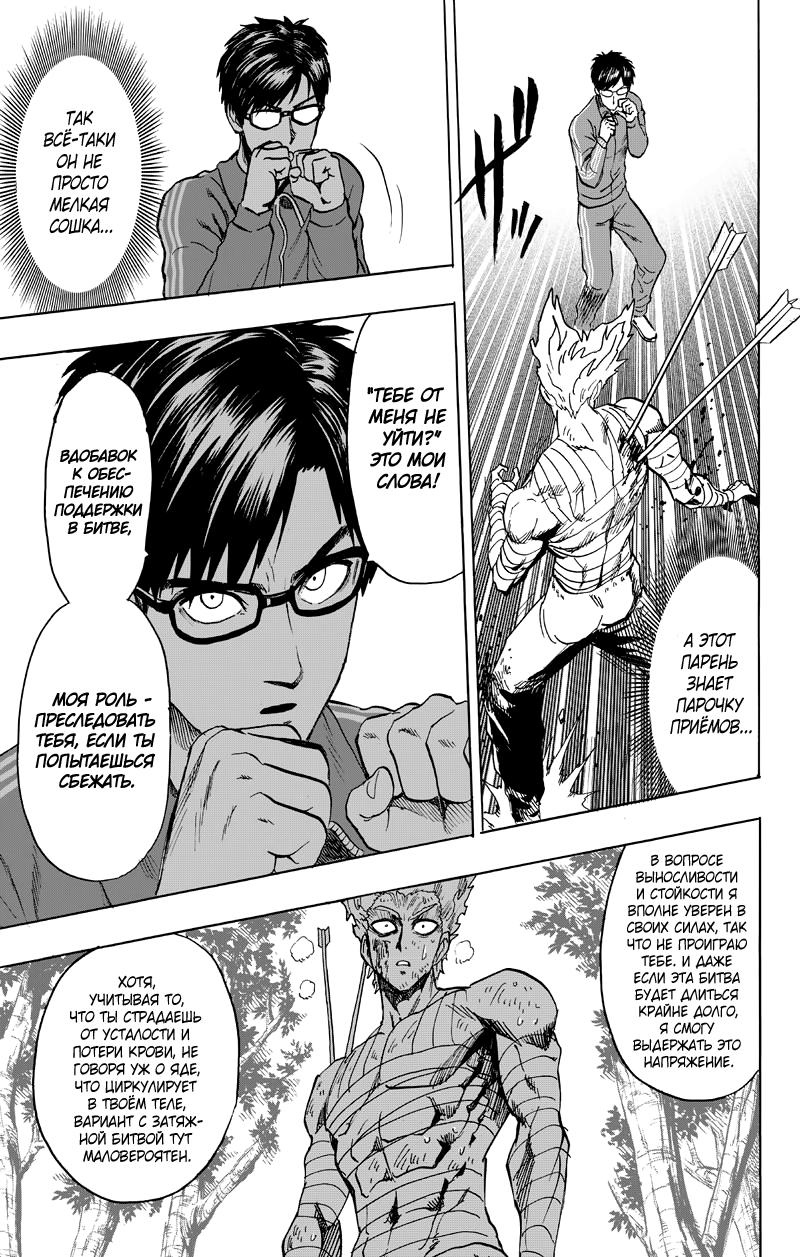 А ЭТОТ
ПАРЕНЬ
ЗНАЕТ
ПАРОЧКУ
ПРИЁМОВ...
ТАК
ВСЁ-ТАКИ
ОН НЕ
ПРОСТО
МЕЛКАЯ
СОШКА...
"ТЕБЕ ОТ
МЕНЯ НЕ
УЙТИ?"
ЭТО МОИ
СЛОВА!
ВДОБАВОК
К ОБЕС-
ПЕЧЕНИЮ
ПОДДЕРЖКИ
В БИТВЕ,
МОЯ РОЛЬ -
ПРЕСЛЕДОВАТЬ
ТЕБЯ, ЕСЛИ ТЫ
ПОПЫТАЕШЬСЯ
СБЕЖАТЬ.
В ВОПРОСЕ
ВЫНОСЛИВОСТИ
И СТОЙКОСТИ Я
ВПОЛНЕ УВЕРЕН В
СВОИХ СИЛАХ, ТАК
ЧТО НЕ ПРОИГРАЮ
ТЕБЕ. И ДАЖЕ
ЕСЛИ ЭТА БИТВА
БУДЕТ ДЛИТЬСЯ
КРАЙНЕ ДОЛГО,
Я СМОГУ
ВЫДЕРЖАТЬ ЭТО
НАПРЯЖЕНИЕ.
ХОТЯ,
УЧИТЫВАЯ ТО,
ЧТО ТЫ СТРАДАЕШЬ
ОТ УСТАЛОСТИ И
ПОТЕРИ КРОВИ, НЕ
ГОВОРЯ УЖ О ЯДЕ,
ЧТО ЦИРКУЛИРУЕТ
В ТВОЁМ ТЕЛЕ,
ВАРИАНТ С ЗАТЯЖ-
НОЙ БИТВОЙ ТУТ
МАЛОВЕРОЯТЕН.